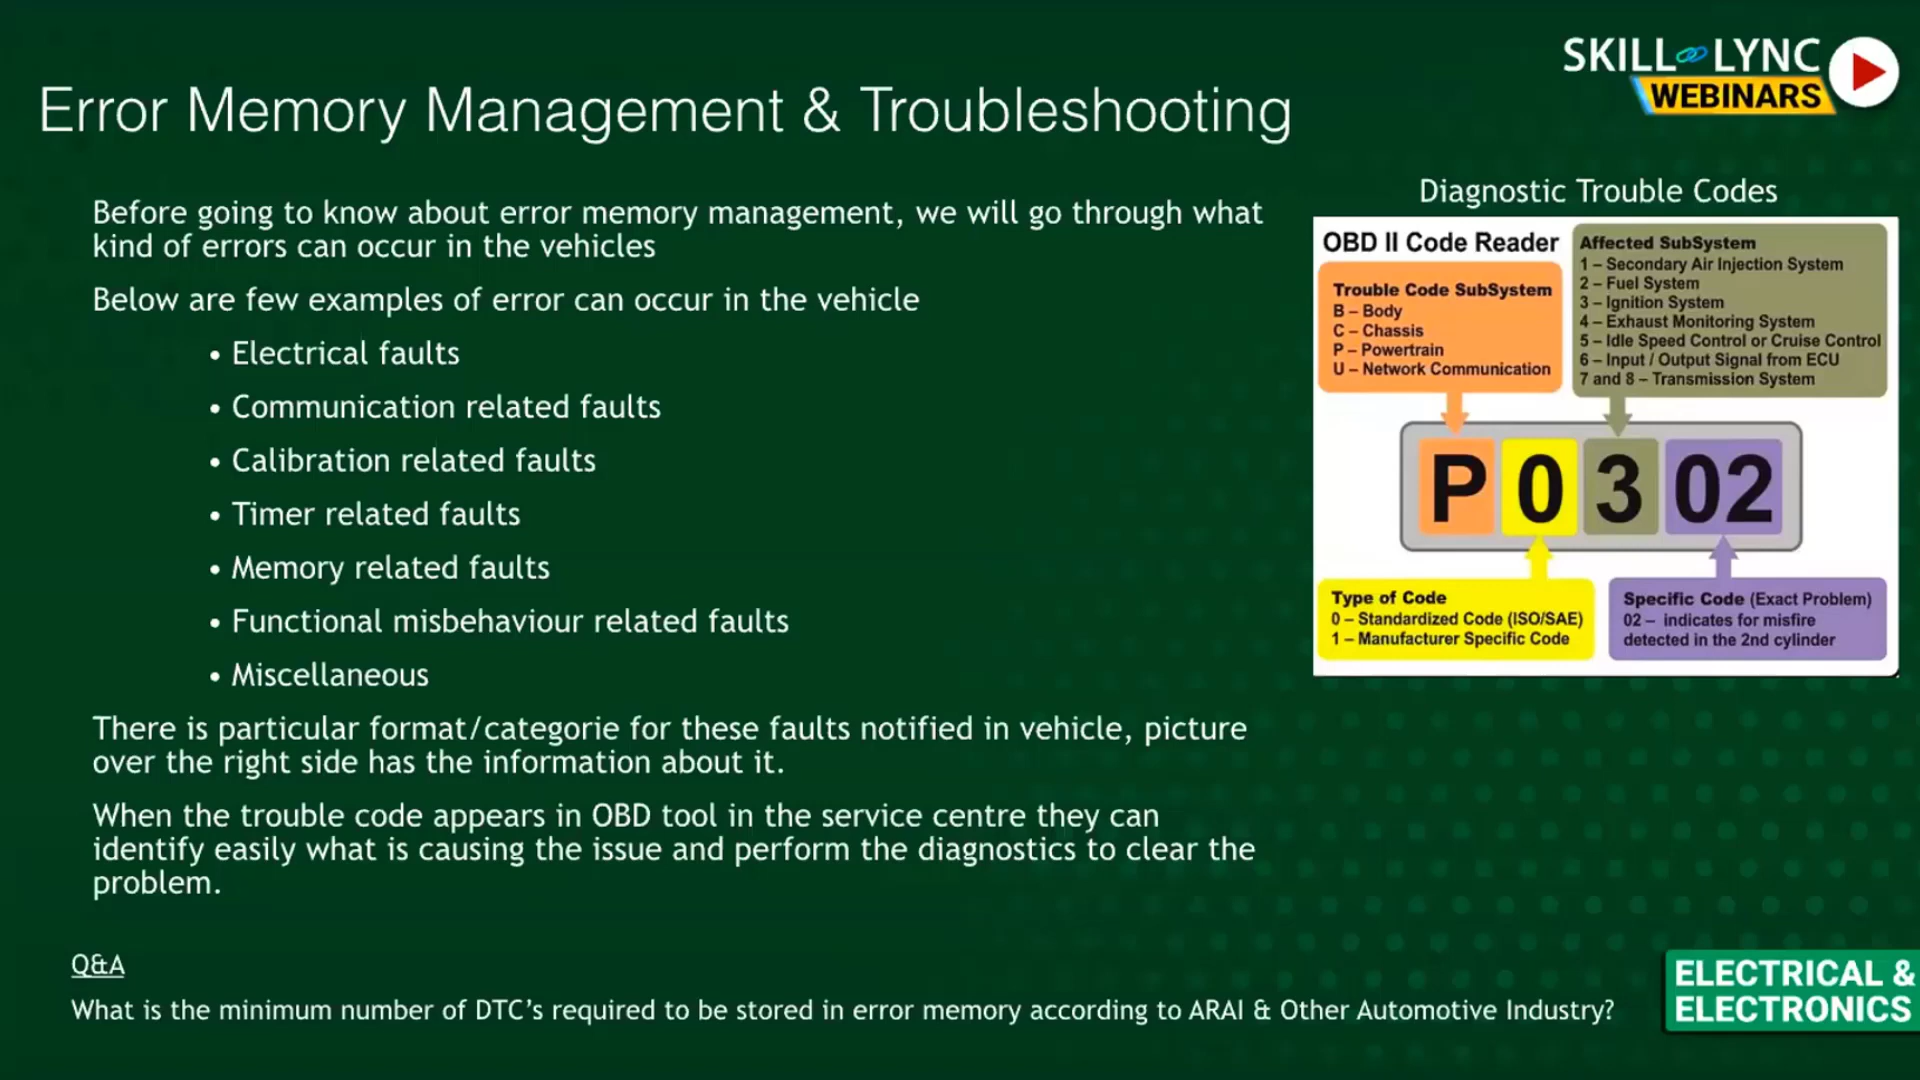 SKILL LYNC
WEBINARS
Error Memory Management & Troubleshooting
Before going to know about error memory management, we will go through what
kind of errors can occur in the vehicles
Below are few examples of error can occur in the vehicle
• Electrical faults
• Communication related faults
• Calibration related faults
• Timer related faults
• Memory related faults
• Functional misbehaviour related faults
• Miscellaneous
There is particular format/categorie for these faults notified in vehicle, picture
over the right side has the information about it.
When the trouble code appears in OBD tool in the service centre they can
identify easily what is causing the issue and perform the diagnostics to clear the
problem.
Diagnostic Trouble Codes
OBD II Code Reader
Trouble Code SubSystem
B – Body
C – Chassis
P – Powertrain
U – Network Communication
Affected SubSystem
1 – Secondary Air Injection System
2 – Fuel System
3 – Ignition System
4 – Exhaust Monitoring System
5 – Idle Speed Control or Cruise Control
6 – Input / Output Signal from ECU
7 and 8 – Transmission System
P 0 3 02
Type of Code
0 – Standardized Code (ISO/SAE)
1 – Manufacturer Specific Code
Specific Code (Exact Problem)
02 – indicates for misfire
detected in the 2nd cylinder
Q&A
What is the minimum number of DTC's required to be stored in error memory according to ARAI & Other Automotive Industry?
ELECTRICAL &
ELECTRONICS